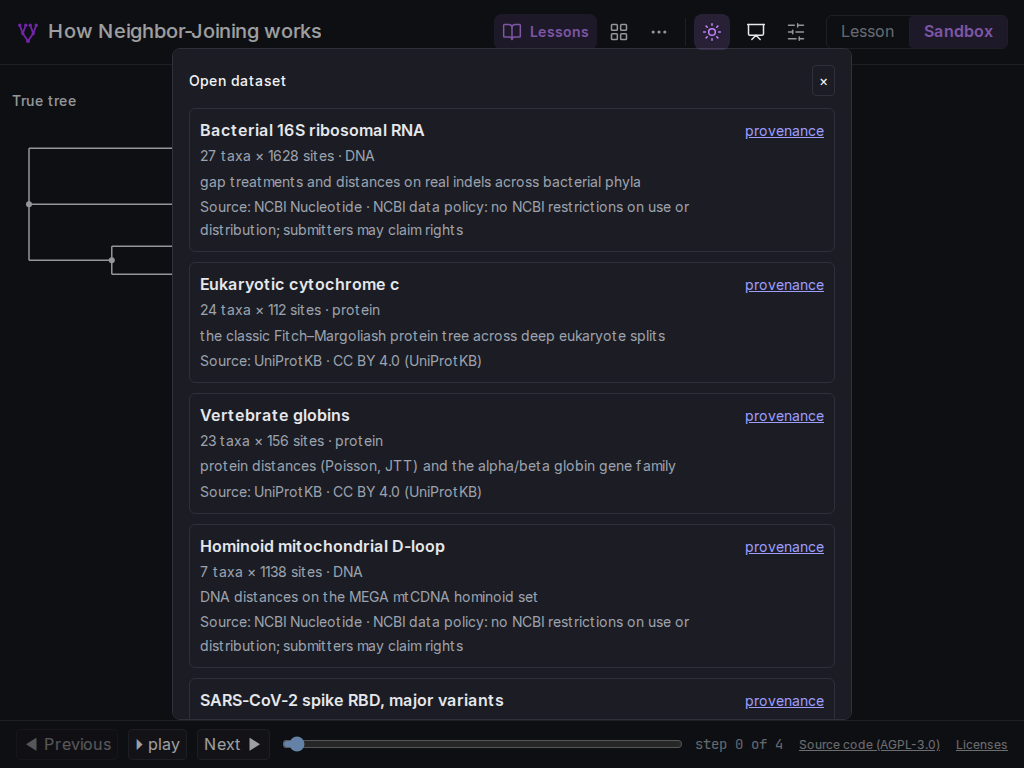 How Neighbor-Joining works
Lessons
Lesson
Sandbox
True tree
Open dataset
×
Bacterial 16S ribosomal RNA
provenance
27 taxa × 1628 sites · DNA
gap treatments and distances on real indels across bacterial phyla
Source: NCBI Nucleotide · NCBI data policy: no NCBI restrictions on use or
distribution; submitters may claim rights
Eukaryotic cytochrome c
provenance
24 taxa × 112 sites · protein
the classic Fitch–Margoliash protein tree across deep eukaryote splits
Source: UniProtKB · CC BY 4.0 (UniProtKB)
Vertebrate globins
provenance
23 taxa × 156 sites · protein
protein distances (Poisson, JTT) and the alpha/beta globin gene family
Source: UniProtKB · CC BY 4.0 (UniProtKB)
Hominoid mitochondrial D-loop
provenance
7 taxa × 1138 sites · DNA
DNA distances on the MEGA mtCDNA hominoid set
Source: NCBI Nucleotide · NCBI data policy: no NCBI restrictions on use or
distribution; submitters may claim rights
SARS-CoV-2 spike RBD, major variants
provenance
Previous
play
Next
step 0 of 4
Source code (AGPL-3.0)
Licenses